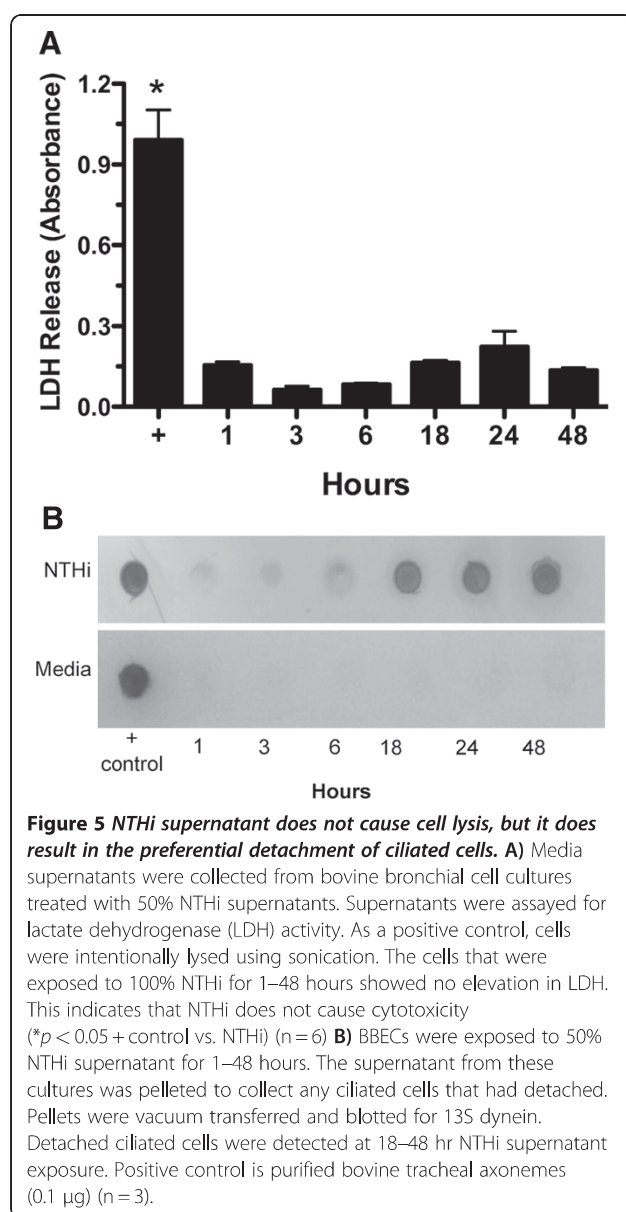 A
*
1.2
0.9
0.6
0.3
0.0
LDH Release (Absorbance)
+ 1 3 6 18 24 48
Hours
B
NTHi
Media
+ 1 3 6 18 24 48
control
Hours
Figure 5 NTHi supernatant does not cause cell lysis, but it does
result in the preferential detachment of ciliated cells. A) Media
supernatants were collected from bovine bronchial cell cultures
treated with 50% NTHi supernatants. Supernatants were assayed for
lactate dehydrogenase (LDH) activity. As a positive control, cells
were intentionally lysed using sonication. The cells that were
exposed to 100% NTHi for 1–48 hours showed no elevation in LDH.
This indicates that NTHi does not cause cytotoxicity
(*p < 0.05 + control vs. NTHi) (n = 6) B) BBECs were exposed to 50%
NTHi supernatant for 1–48 hours. The supernatant from these
cultures was pelleted to collect any ciliated cells that had detached.
Pellets were vacuum transferred and blotted for 13S dynein.
Detached ciliated cells were detected at 18–48 hr NTHi supernatant
exposure. Positive control is purified bovine tracheal axonemes
(0.1 μg) (n = 3).